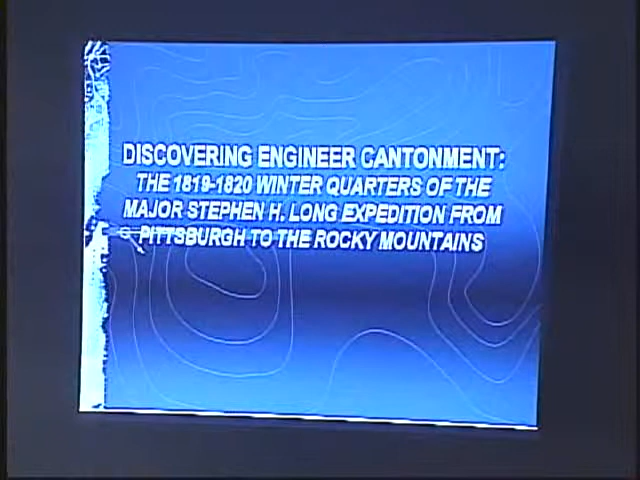 DISCOVERING ENGINEER CANTONMENT:
THE 1819-1820 WINTER QUARTERS OF THE
MAJOR STEPHEN H. LONG EXPEDITION FROM
PITTSBURGH TO THE ROCKY MOUNTAINS